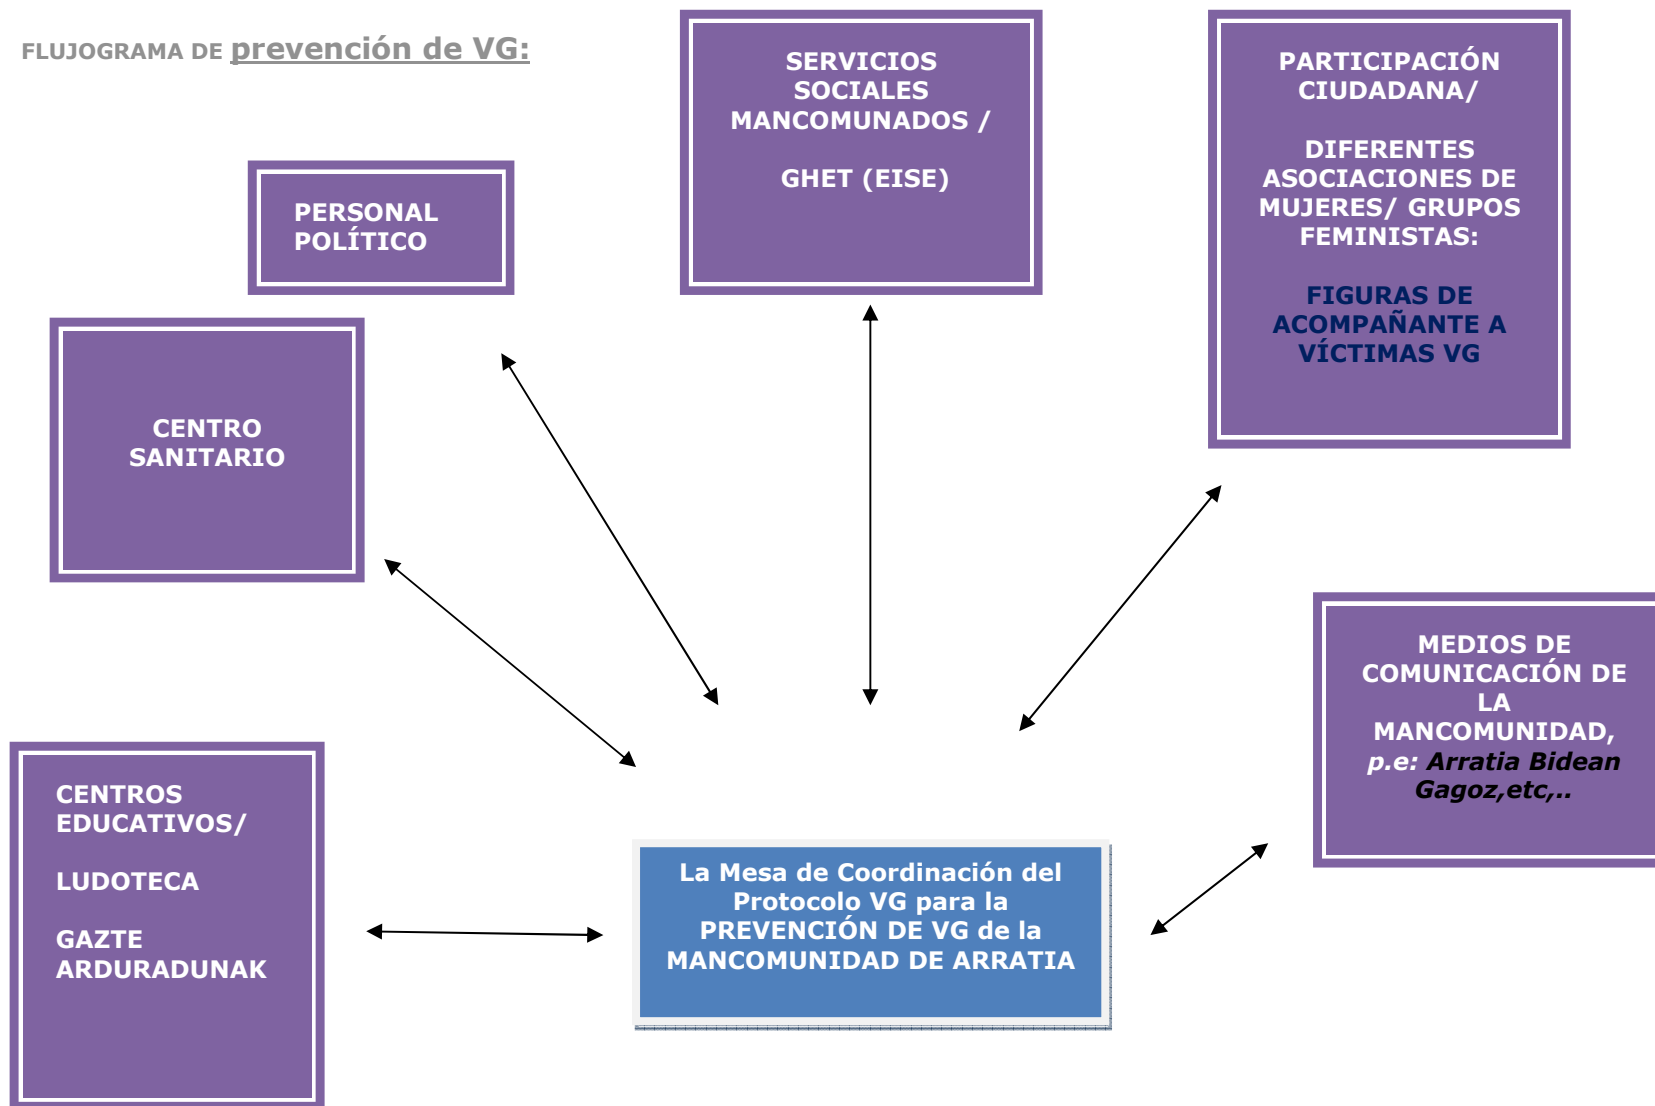 FLUJOGRAMA DE prevención de VG:
SERVICIOS
SOCIALES
MANCOMUNADOS /
GHET (EISE)
PARTICIPACIÓN
CIUDADANA/
DIFERENTES
ASOCIACIONES DE
MUJERES/ GRUPOS
FEMINISTAS:
FIGURAS DE
ACOMPAÑANTE A
VÍCTIMAS VG
PERSONAL
POLÍTICO
CENTRO
SANITARIO
MEDIOS DE
COMUNICACIÓN DE
LA
MANCOMUNIDAD,
p.e: Arratia Bidean
Gagoz,etc,..
CENTROS
EDUCATIVOS/
LUDOTECA
GAZTE
ARDURADUNAK
La Mesa de Coordinación del
Protocolo VG para la
PREVENCIÓN DE VG de la
MANCOMUNIDAD DE ARRATIA